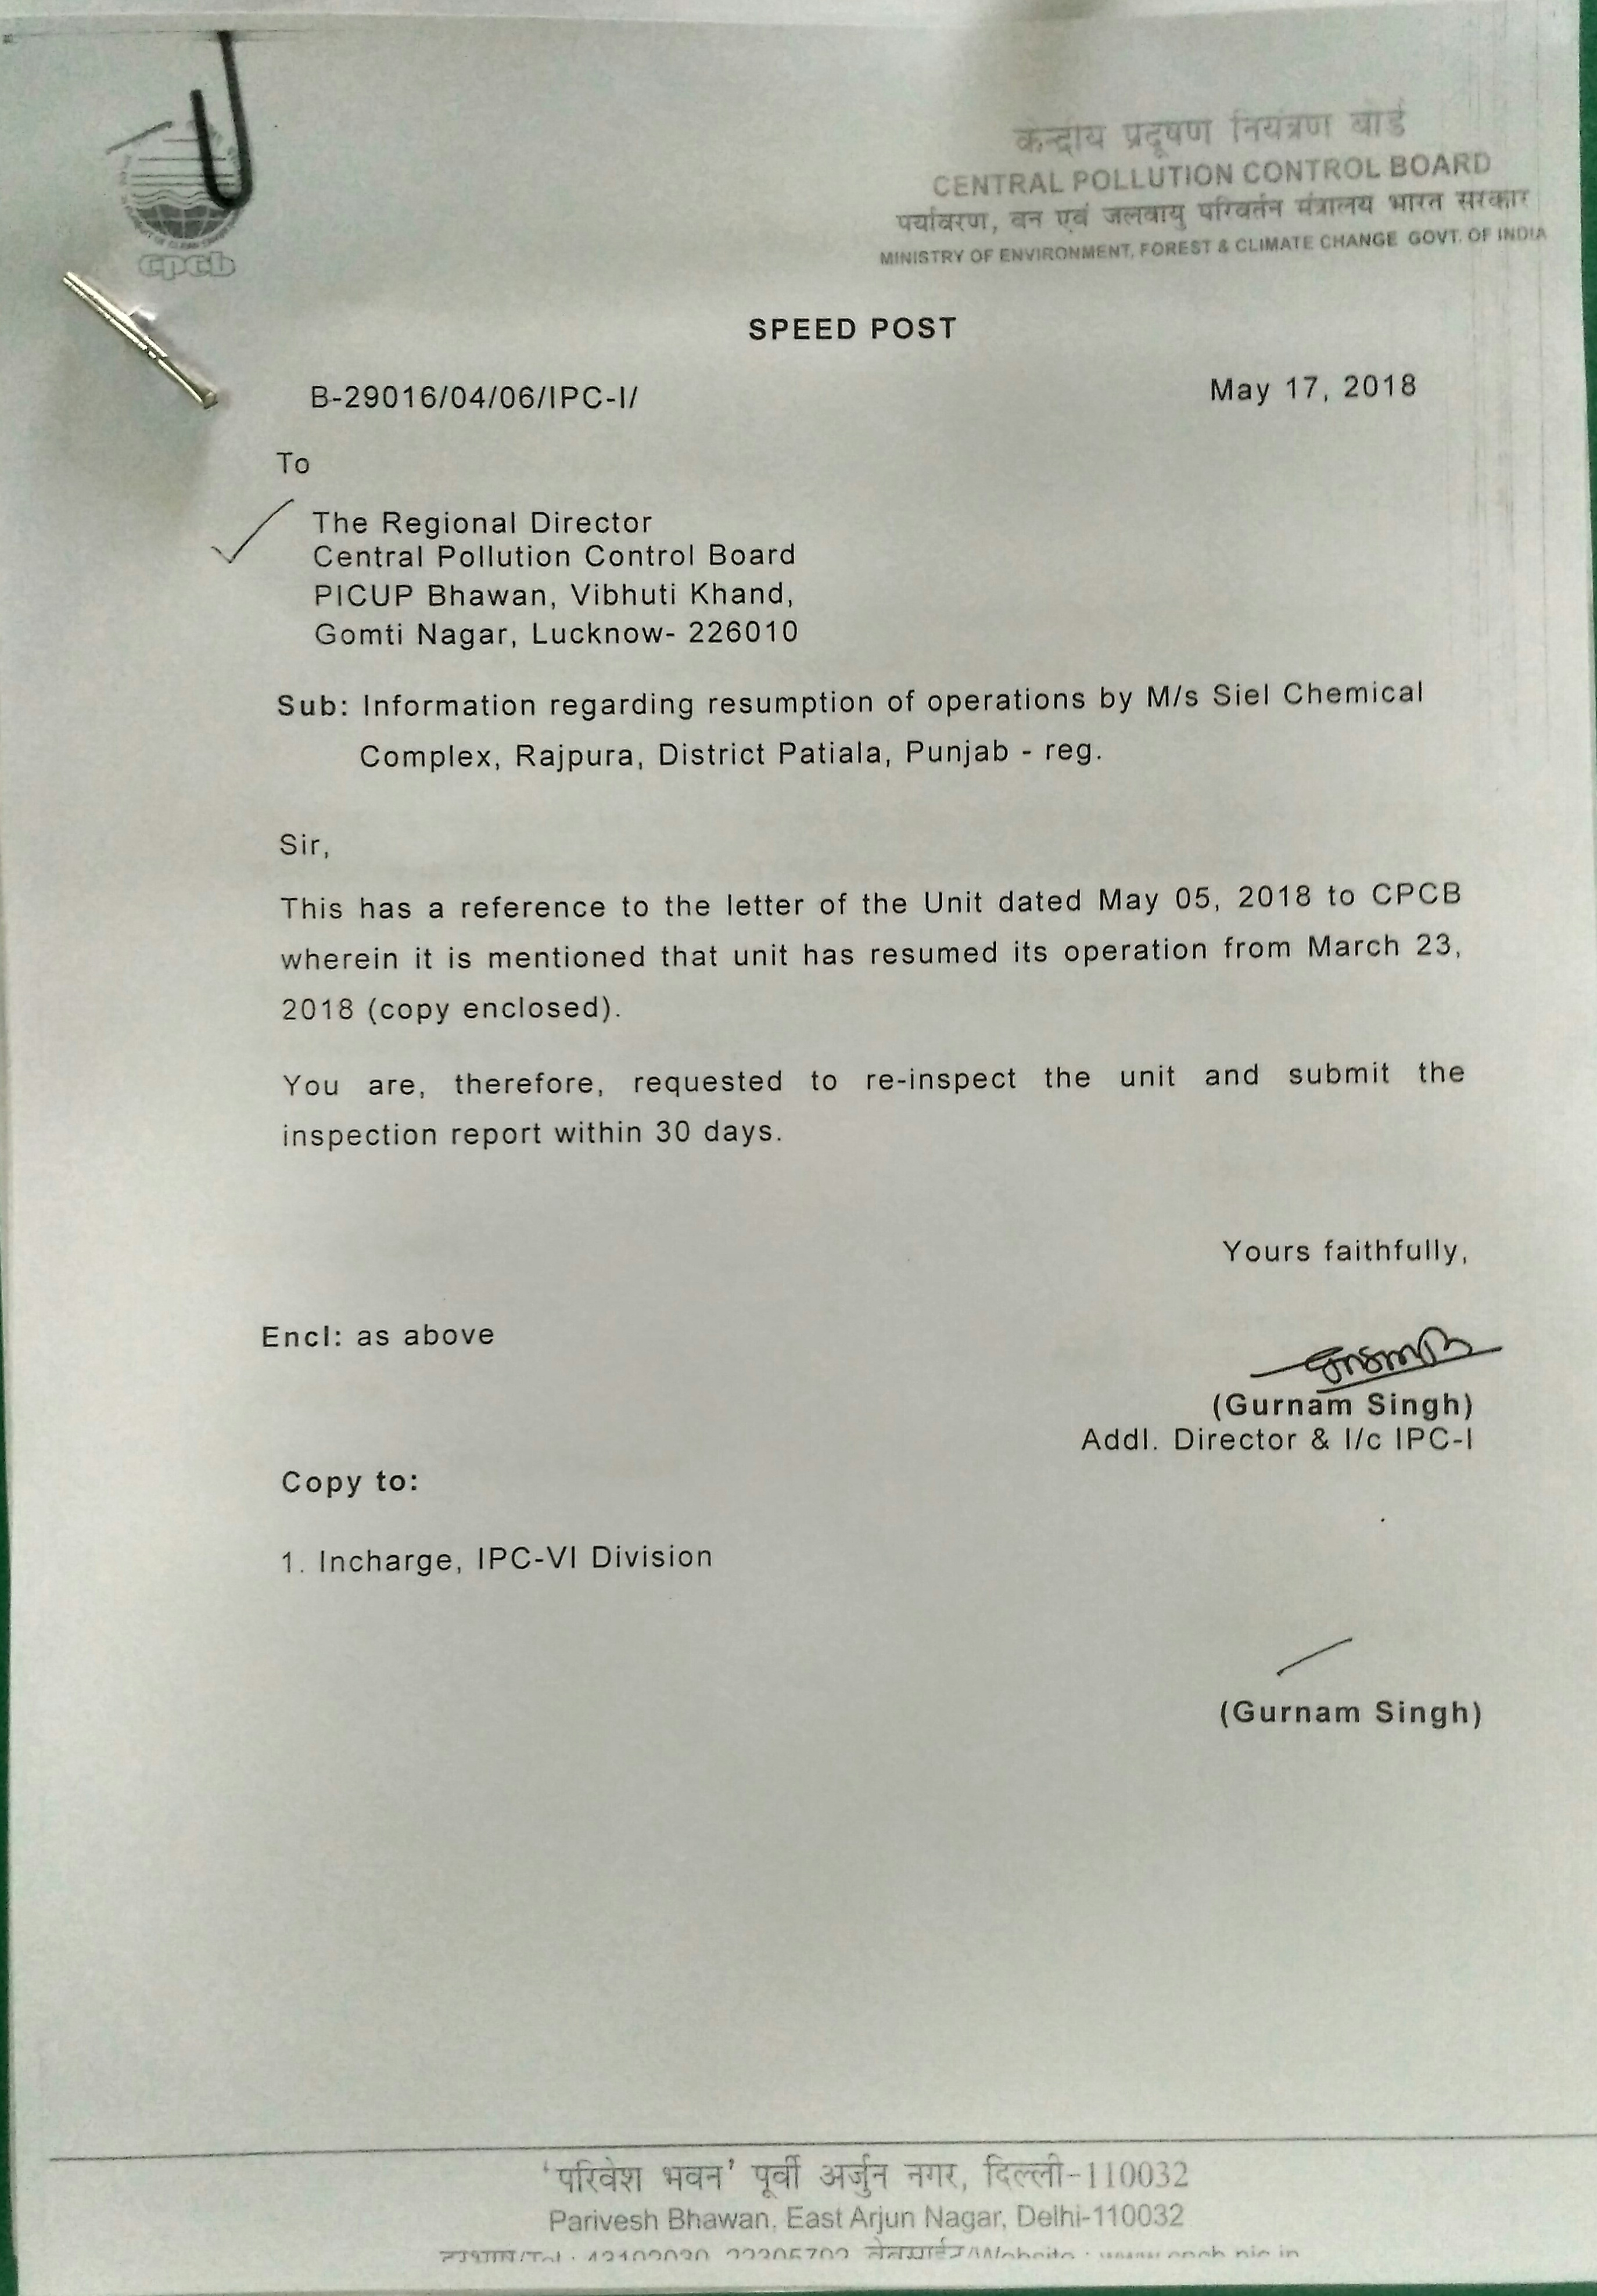 केन्द्रीय प्रदूषण नियंत्रण बोर्ड
CENTRAL POLLUTION CONTROL BOARD
पर्यावरण, वन एवं जलवायु परिवर्तन मंत्रालय भारत सरकार
MINISTRY OF ENVIRONMENT, FOREST & CLIMATE CHANGE GOVT. OF INDIA
cpcb
SPEED POST
B-29016/04/06/IPC-I/ May 17, 2018
To
The Regional Director
Central Pollution Control Board
PICUP Bhawan, Vibhuti Khand,
Gomti Nagar, Lucknow- 226010
Sub: Information regarding resumption of operations by M/s Siel Chemical
Complex, Rajpura, District Patiala, Punjab - reg.
Sir,
This has a reference to the letter of the Unit dated May 05, 2018 to CPCB
wherein it is mentioned that unit has resumed its operation from March 23,
2018 (copy enclosed).
You are, therefore, requested to re-inspect the unit and submit the
inspection report within 30 days.
Yours faithfully,
Encl: as above
(Gurnam Singh)
Addl. Director & I/c IPC-I
Copy to:
1. Incharge, IPC-VI Division
(Gurnam Singh)
'परिवेश भवन' पूर्वी अर्जुन नगर, दिल्ली-110032
Parivesh Bhawan, East Arjun Nagar, Delhi-110032